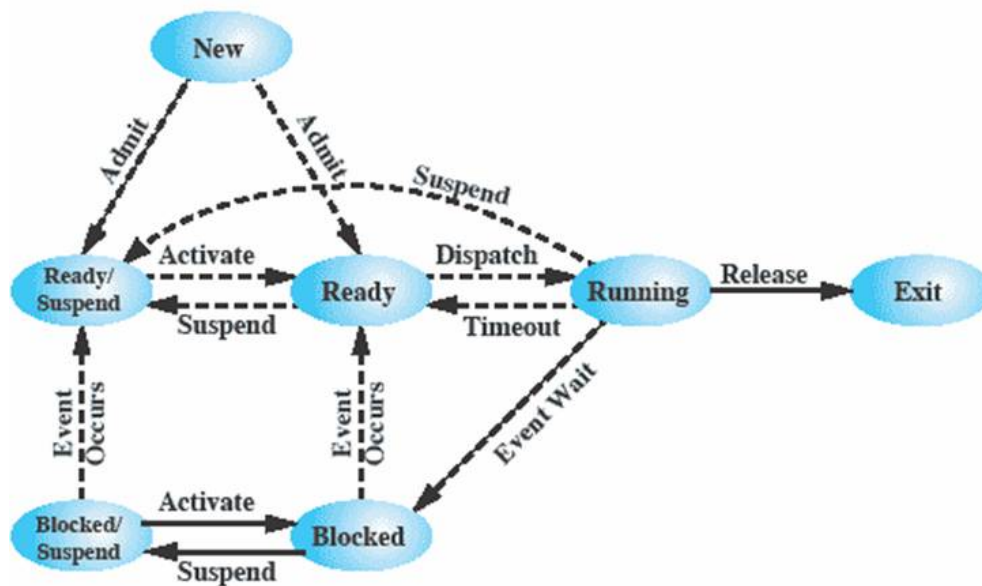 New
Admit
Admit
Suspend
Ready/
Suspend
Activate
Suspend
Ready
Dispatch
Timeout
Running
Release
Exit
Event
Occurs
Event
Occurs
Event Wait
Blocked/
Suspend
Activate
Suspend
Blocked